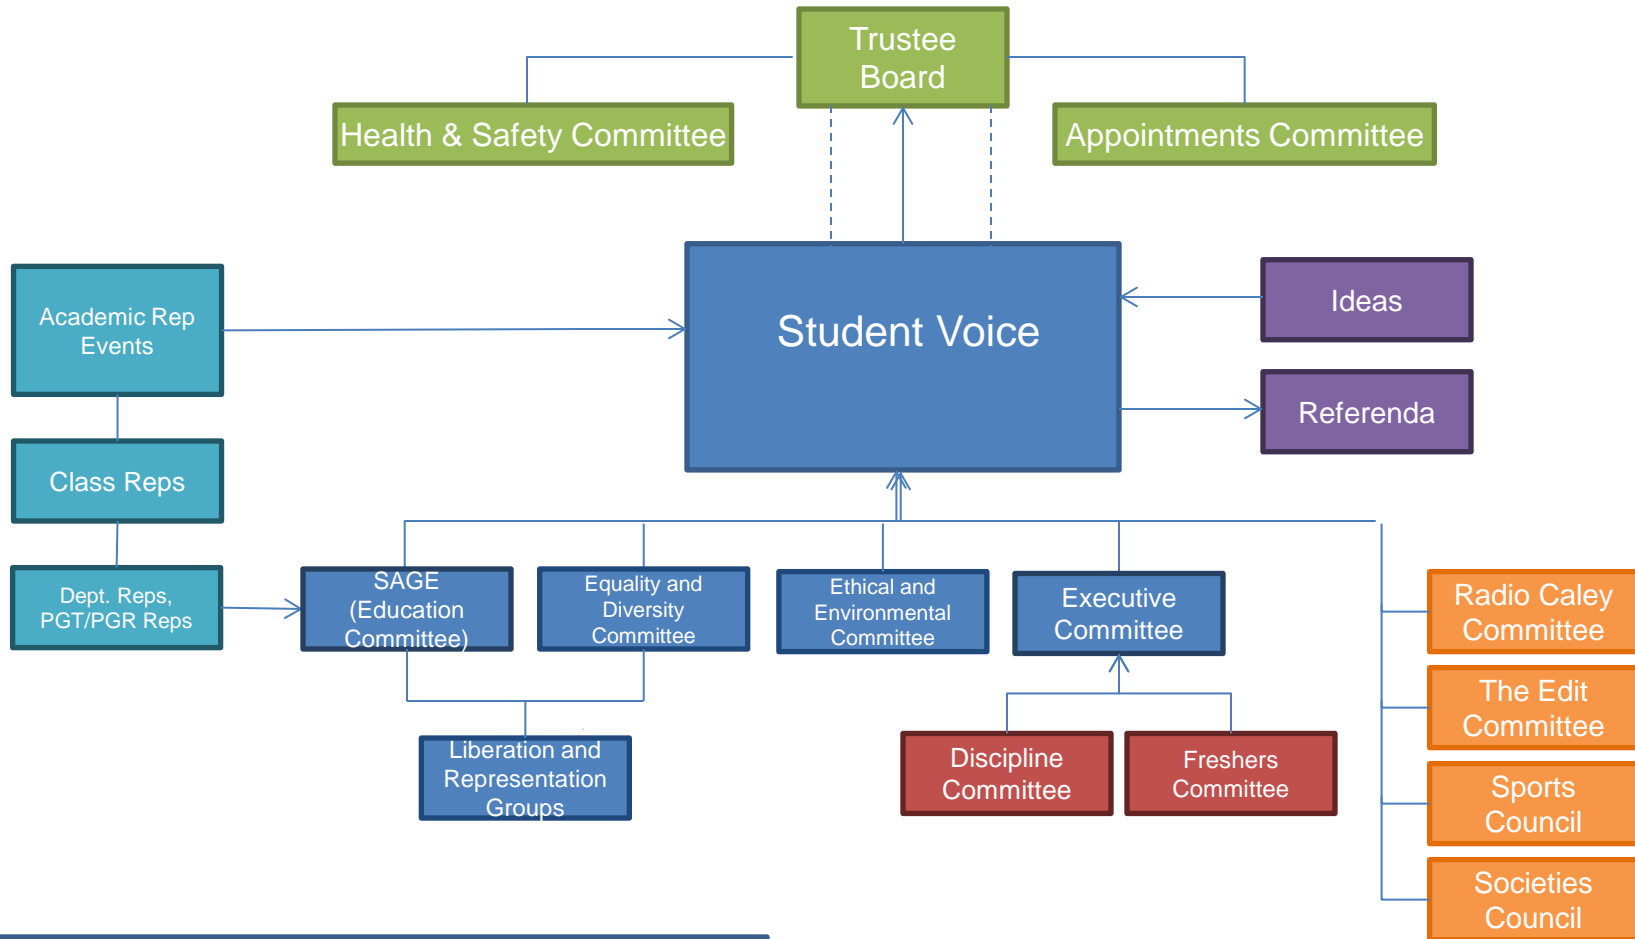 Trustee
Board
Health & Safety Committee
Appointments Committee
Academic Rep
Events
Student Voice
Ideas
Referenda
Class Reps
Dept. Reps,
PGT/PGR Reps
SAGE
(Education
Committee)
Equality and
Diversity
Committee
Ethical and
Environmental
Committee
Executive
Committee
Radio Caley
Committee
The Edit
Committee
Liberation and
Representation
Groups
Discipline
Committee
Freshers
Committee
Sports
Council
Societies
Council